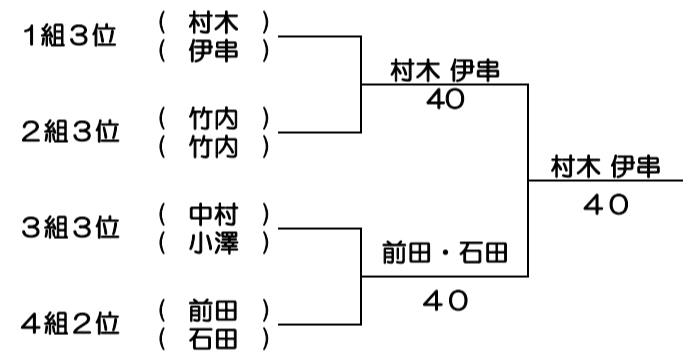 1組3位
( 村木 )
( 伊串 )
村木 伊串
40
2組3位
( 竹内 )
( 竹内 )
村木 伊串
40
3組3位
( 中村 )
( 小澤 )
前田・石田
40
4組2位
( 前田 )
( 石田 )